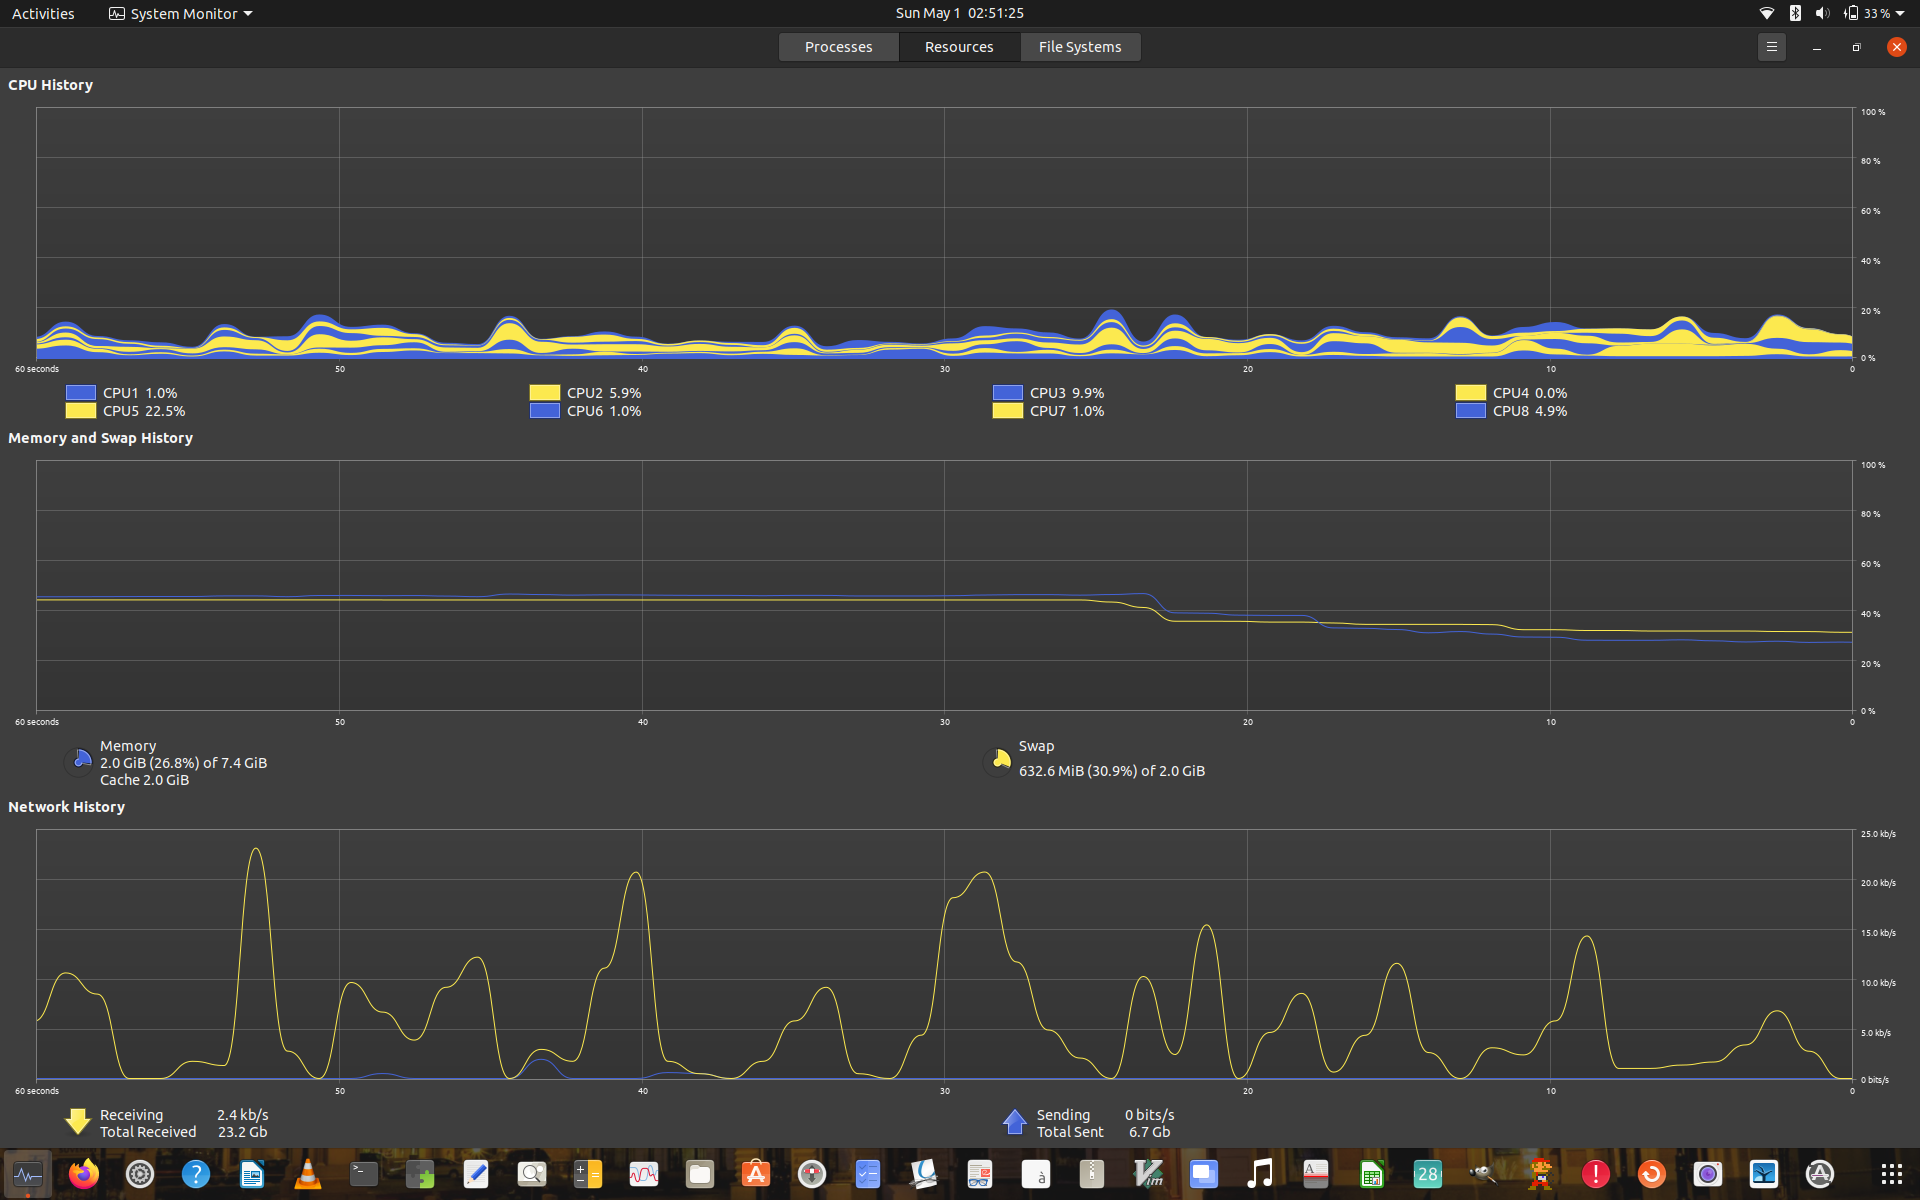 Activities System Monitor Sun May 1 02:51:25 33 %
Processes Resources File Systems
CPU History
100 %
80 %
60 %
40 %
20 %
0 %
60 seconds 50 40 30 20 10 0
CPU1 1.0% CPU2 5.9% CPU3 9.9% CPU4 0.0%
CPU5 22.5% CPU6 1.0% CPU7 1.0% CPU8 4.9%
Memory and Swap History
100 %
80 %
60 %
40 %
20 %
0 %
60 seconds 50 40 30 20 10 0
Memory
2.0 GiB (26.8%) of 7.4 GiB
Cache 2.0 GiB
Swap
632.6 MiB (30.9%) of 2.0 GiB
Network History
25.0 kb/s
20.0 kb/s
15.0 kb/s
10.0 kb/s
5.0 kb/s
0 bits/s
60 seconds 50 40 30 20 10 0
Receiving 2.4 kb/s
Total Received 23.2 Gb
Sending 0 bits/s
Total Sent 6.7 Gb
>_ ? à Vim A 28 !